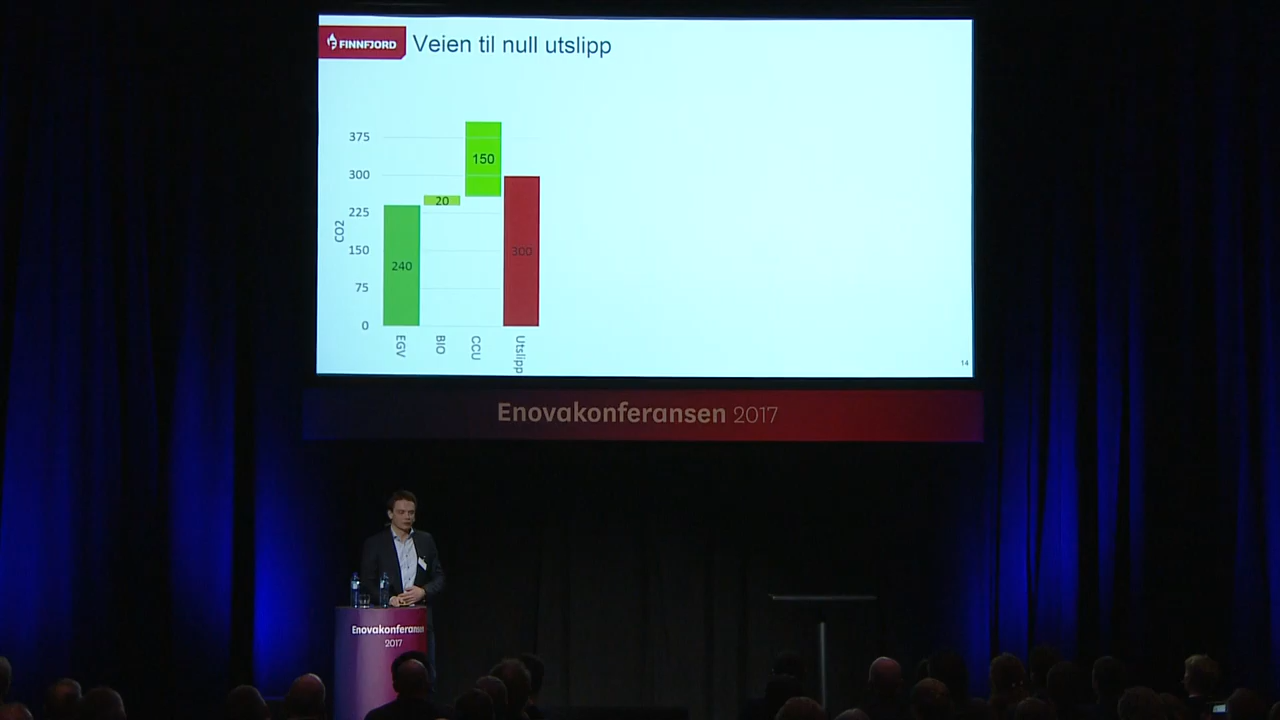 FINNFJORD
Veien til null utslipp
375
300
225
150
75
0
CO2
240
20
150
300
EGV
BIO
CCU
Utslipp
14
Enovakonferansen 2017
Enovakonferansen
2017